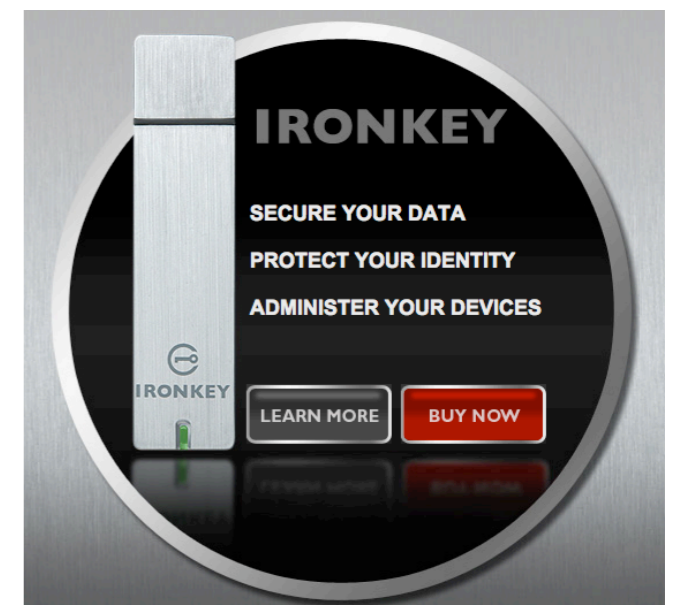 IRONKEY
SECURE YOUR DATA
PROTECT YOUR IDENTITY
ADMINISTER YOUR DEVICES
IRONKEY
LEARN MORE
BUY NOW